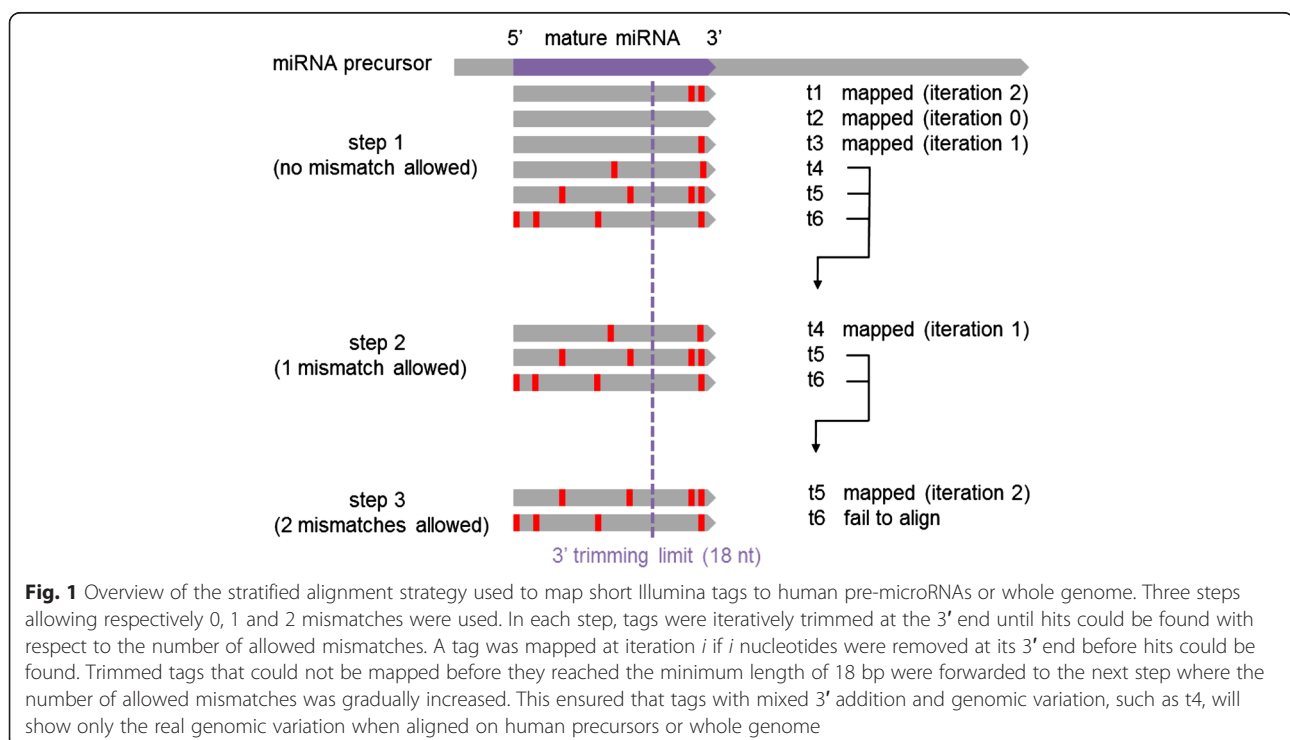 5’ mature miRNA 3’
miRNA precursor
t1 mapped (iteration 2)
t2 mapped (iteration 0)
step 1
(no mismatch allowed)
t3 mapped (iteration 1)
t4
t5
t6
step 2
(1 mismatch allowed)
t4 mapped (iteration 1)
t5
t6
step 3
(2 mismatches allowed)
t5 mapped (iteration 2)
t6 fail to align
3’ trimming limit (18 nt)
Fig. 1 Overview of the stratified alignment strategy used to map short Illumina tags to human pre-microRNAs or whole genome. Three steps
allowing respectively 0, 1 and 2 mismatches were used. In each step, tags were iteratively trimmed at the 3′ end until hits could be found with
respect to the number of allowed mismatches. A tag was mapped at iteration i if i nucleotides were removed at its 3′ end before hits could be
found. Trimmed tags that could not be mapped before they reached the minimum length of 18 bp were forwarded to the next step where the
number of allowed mismatches was gradually increased. This ensured that tags with mixed 3′ addition and genomic variation, such as t4, will
show only the real genomic variation when aligned on human precursors or whole genome